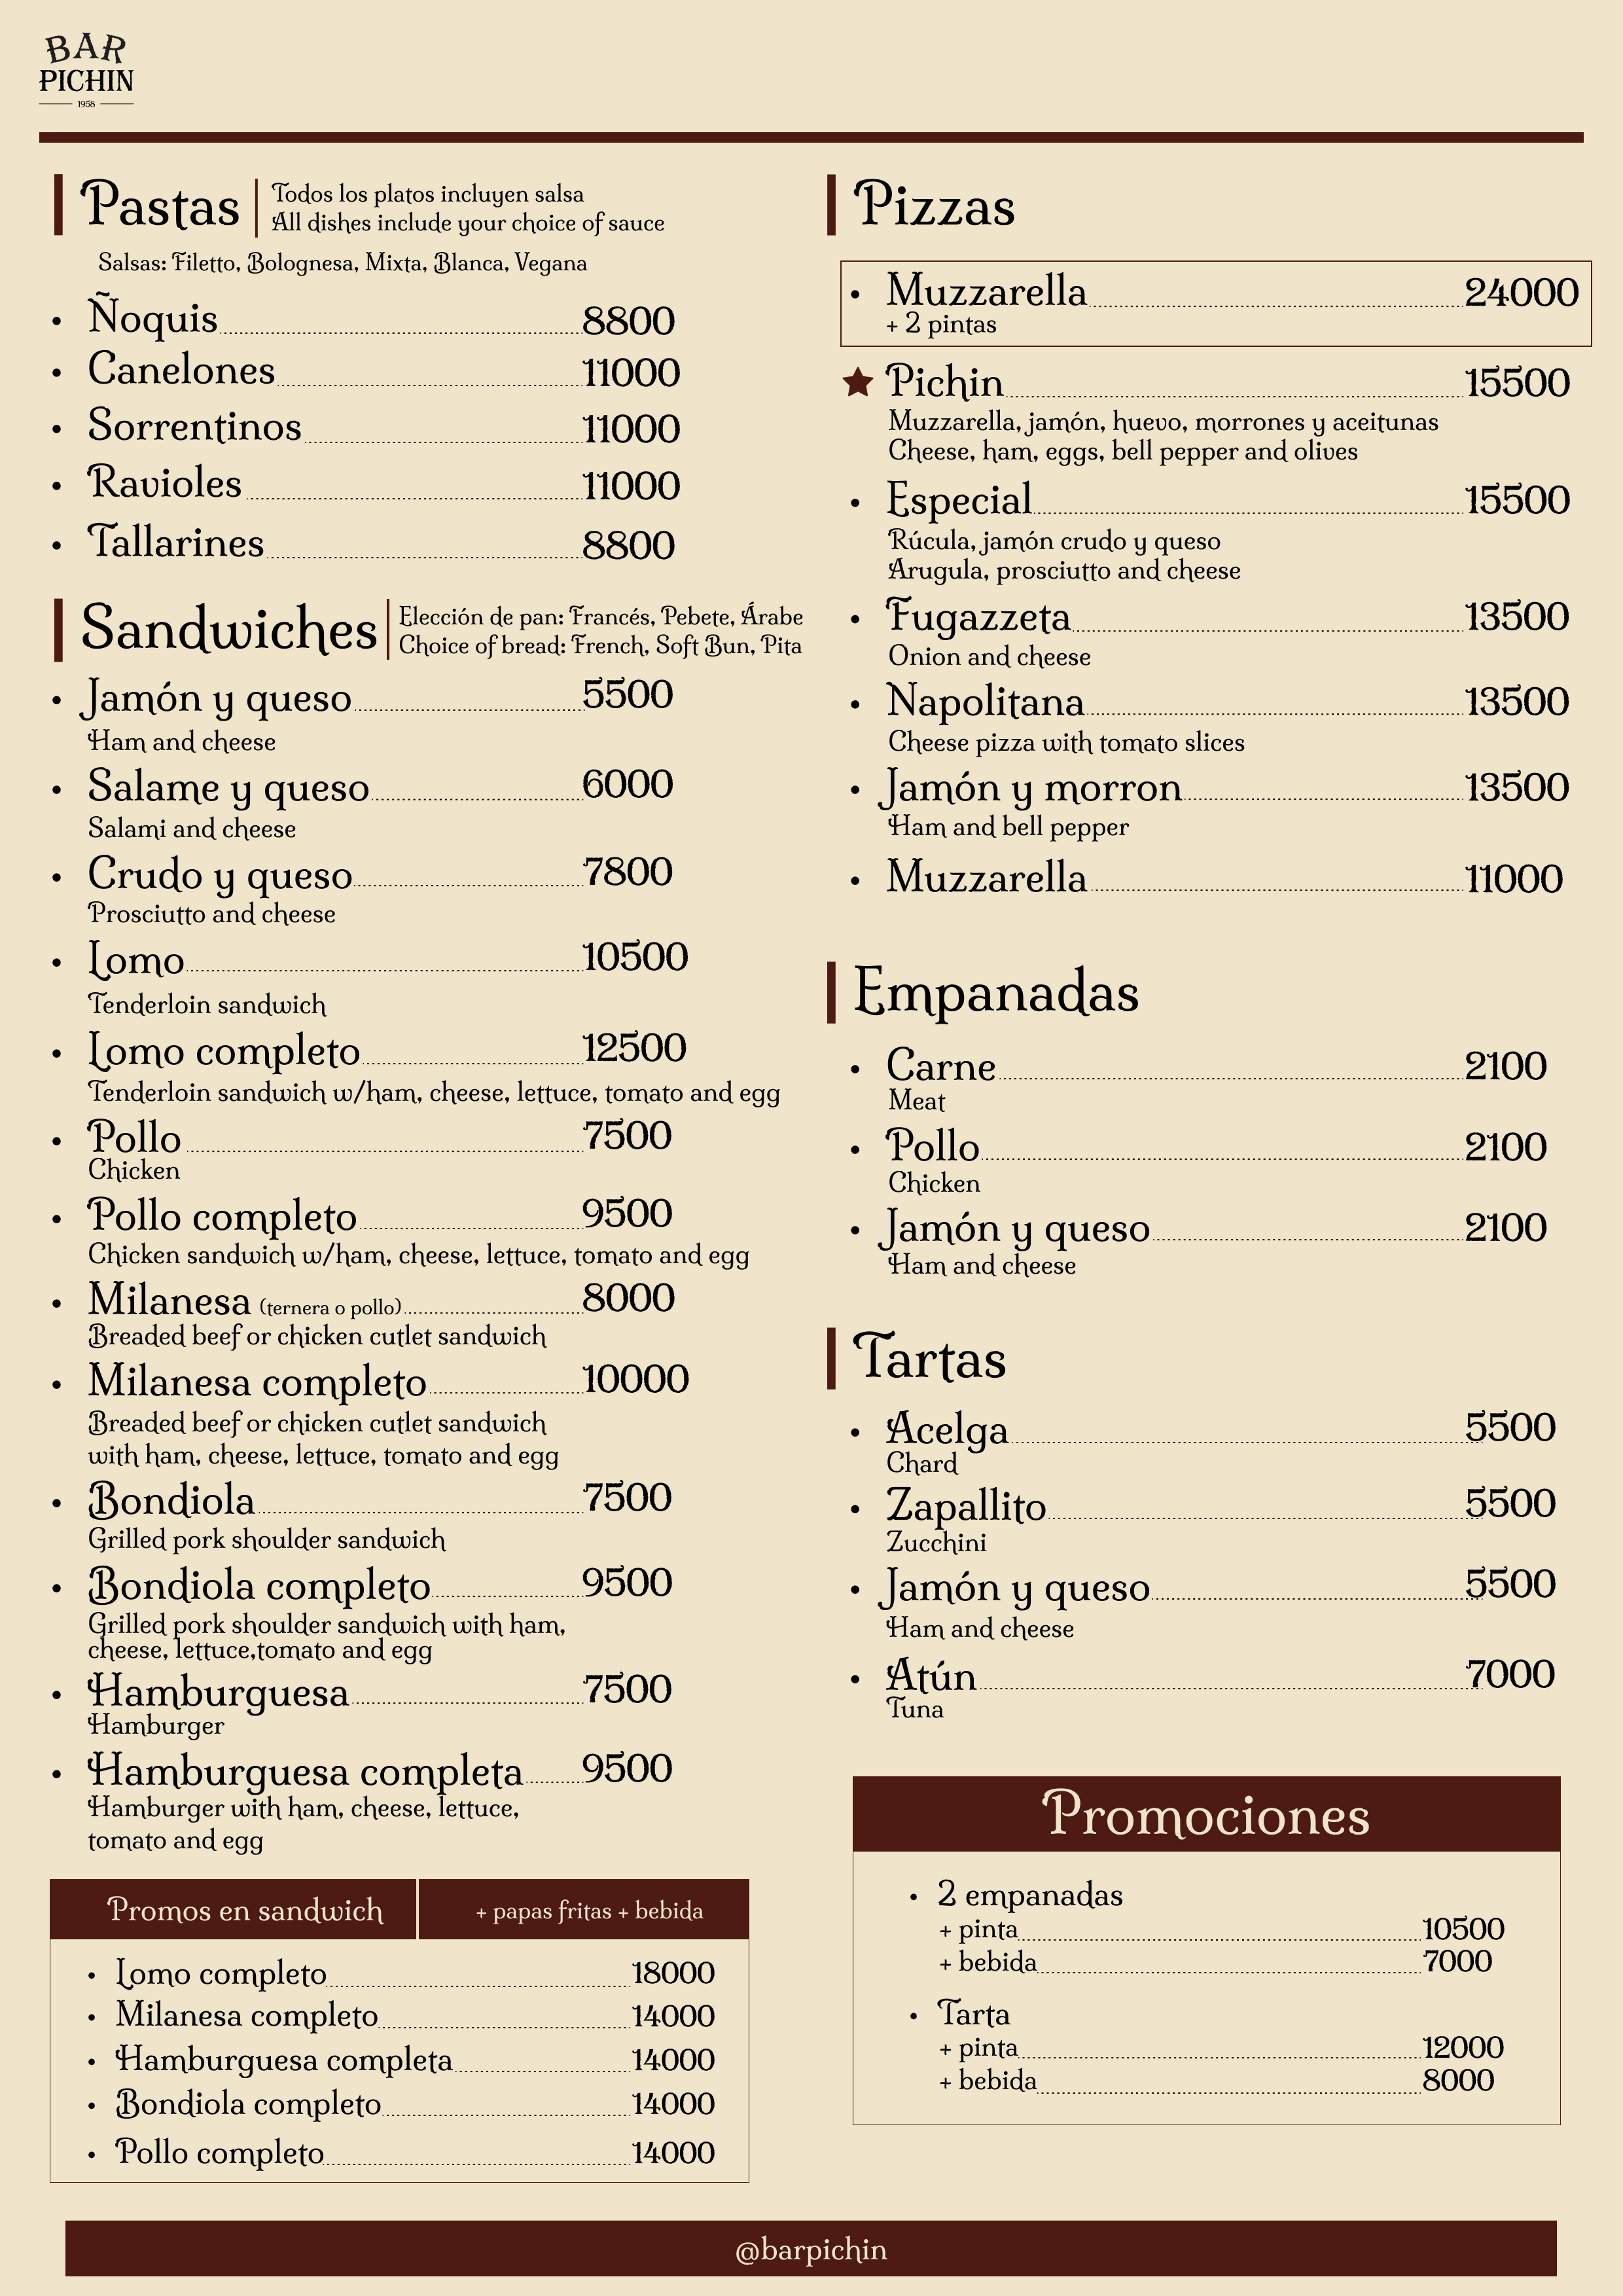 BAR
PICHIN
1958
Pastas
Todos los platos incluyen salsa
All dishes include your choice of sauce
Salsas: Filetto, Bolognesa, Mixta, Blanca, Vegana
• Ñoquis 8800
• Canelones 11000
• Sorrentinos 11000
• Ravioles 11000
• Tallarines 8800
Sandwiches
Elección de pan: Francés, Pebete, Árabe
Choice of bread: French, Soft Bun, Pita
• Jamón y queso 5500
Ham and cheese
• Salame y queso 6000
Salami and cheese
• Crudo y queso 7800
Prosciutto and cheese
• Lomo 10500
Tenderloin sandwich
• Lomo completo 12500
Tenderloin sandwich w/ham, cheese, lettuce, tomato and egg
• Pollo 7500
Chicken
• Pollo completo 9500
Chicken sandwich w/ham, cheese, lettuce, tomato and egg
• Milanesa (ternera o pollo) 8000
Breaded beef or chicken cutlet sandwich
• Milanesa completo 10000
Breaded beef or chicken cutlet sandwich
with ham, cheese, lettuce, tomato and egg
• Bondiola 7500
Grilled pork shoulder sandwich
• Bondiola completo 9500
Grilled pork shoulder sandwich with ham,
cheese, lettuce,tomato and egg
• Hamburguesa 7500
Hamburger
• Hamburguesa completa 9500
Hamburger with ham, cheese, lettuce,
tomato and egg
Promos en sandwich + papas fritas + bebida
• Lomo completo 18000
• Milanesa completo 14000
• Hamburguesa completa 14000
• Bondiola completo 14000
• Pollo completo 14000
Pizzas
• Muzzarella 24000
+ 2 pintas
★ Pichin 15500
Muzzarella, jamón, huevo, morrones y aceitunas
Cheese, ham, eggs, bell pepper and olives
• Especial 15500
Rúcula, jamón crudo y queso
Arugula, prosciutto and cheese
• Fugazzeta 13500
Onion and cheese
• Napolitana 13500
Cheese pizza with tomato slices
• Jamón y morron 13500
Ham and bell pepper
• Muzzarella 11000
Empanadas
• Carne 2100
Meat
• Pollo 2100
Chicken
• Jamón y queso 2100
Ham and cheese
Tartas
• Acelga 5500
Chard
• Zapallito 5500
Zucchini
• Jamón y queso 5500
Ham and cheese
• Atún 7000
Tuna
Promociones
• 2 empanadas
+ pinta 10500
+ bebida 7000
• Tarta
+ pinta 12000
+ bebida 8000
@barpichin